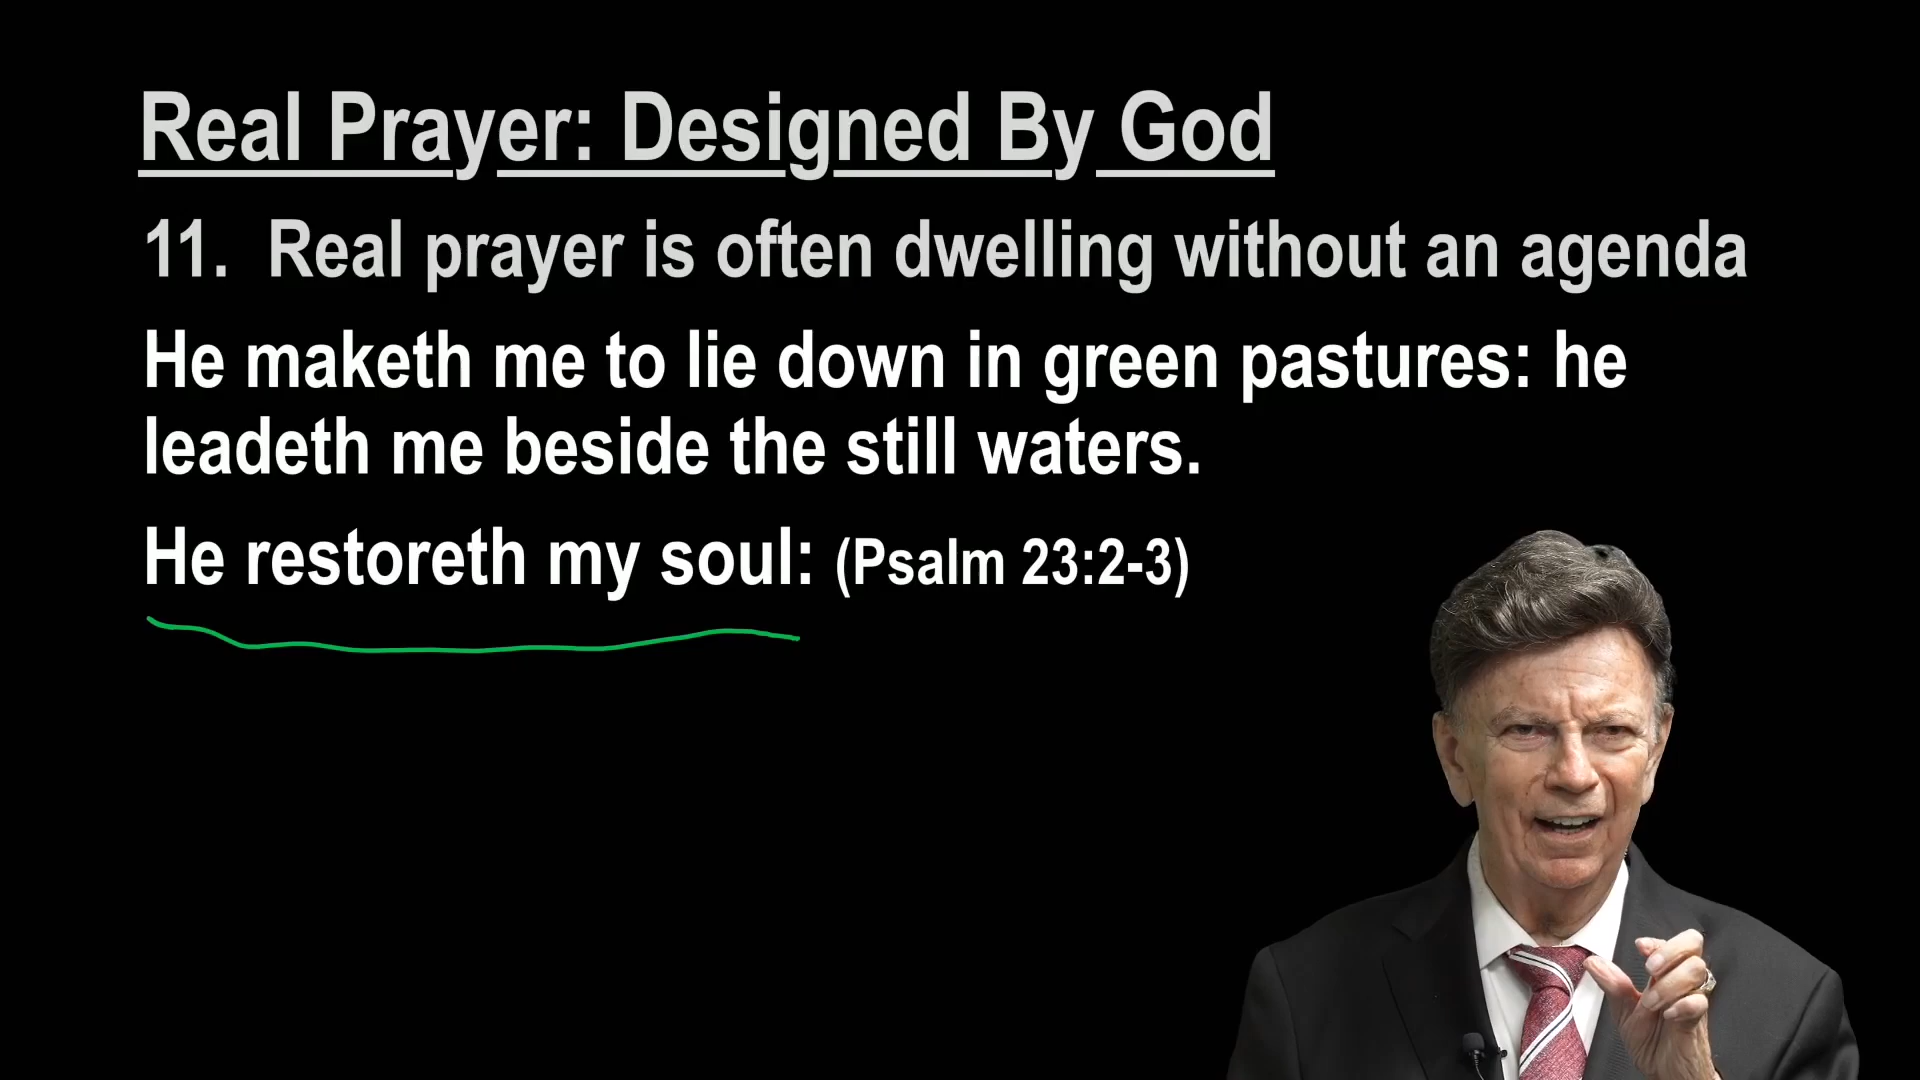 Real Prayer: Designed By God
11. Real prayer is often dwelling without an agenda
He maketh me to lie down in green pastures: he
leadeth me beside the still waters.
He restoreth my soul: (Psalm 23:2-3)